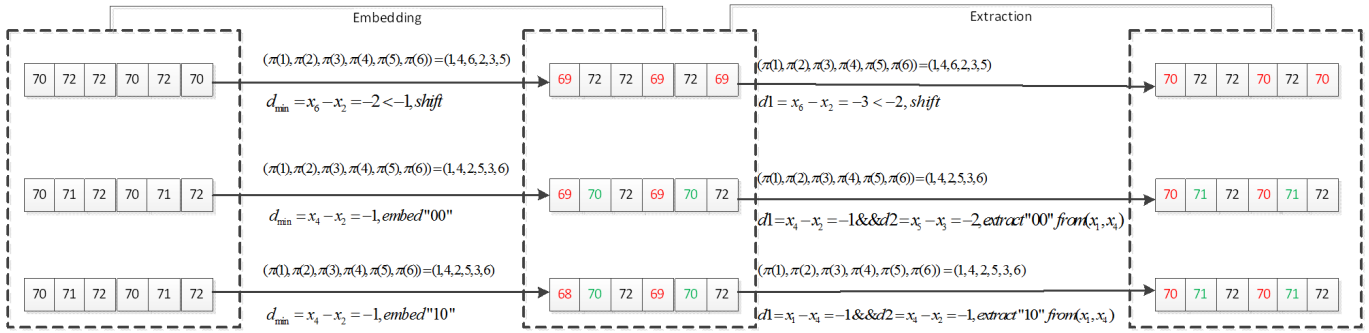 Embedding
Extraction
70 72 72 70 72 70
(π(1),π(2),π(3),π(4),π(5),π(6))=(1,4,6,2,3,5)
d_min = x_6 − x_2 = −2 < −1, shift
69 72 72 69 72 69
(π(1),π(2),π(3),π(4),π(5),π(6))=(1,4,6,2,3,5)
d1 = x_6 − x_2 = −3 < −2, shift
70 72 72 70 72 70
70 71 72 70 71 72
(π(1),π(2),π(3),π(4),π(5),π(6))=(1,4,2,5,3,6)
d_min = x_4 − x_2 = −1, embed "00"
69 70 72 69 70 72
(π(1),π(2),π(3),π(4),π(5),π(6))=(1,4,2,5,3,6)
d1 = x_4 − x_2 = −1 && d2 = x_5 − x_3 = −2, extract "00" from(x_1, x_4)
70 71 72 70 71 72
70 71 72 70 71 72
(π(1),π(2),π(3),π(4),π(5),π(6))=(1,4,2,5,3,6)
d_min = x_4 − x_2 = −1, embed "10"
68 70 72 69 70 72
(π(1),π(2),π(3),π(4),π(5),π(6))=(1,4,2,5,3,6)
d1 = x_1 − x_4 = −1 && d2 = x_4 − x_2 = −1, extract "10" from(x_1, x_4)
70 71 72 70 71 72